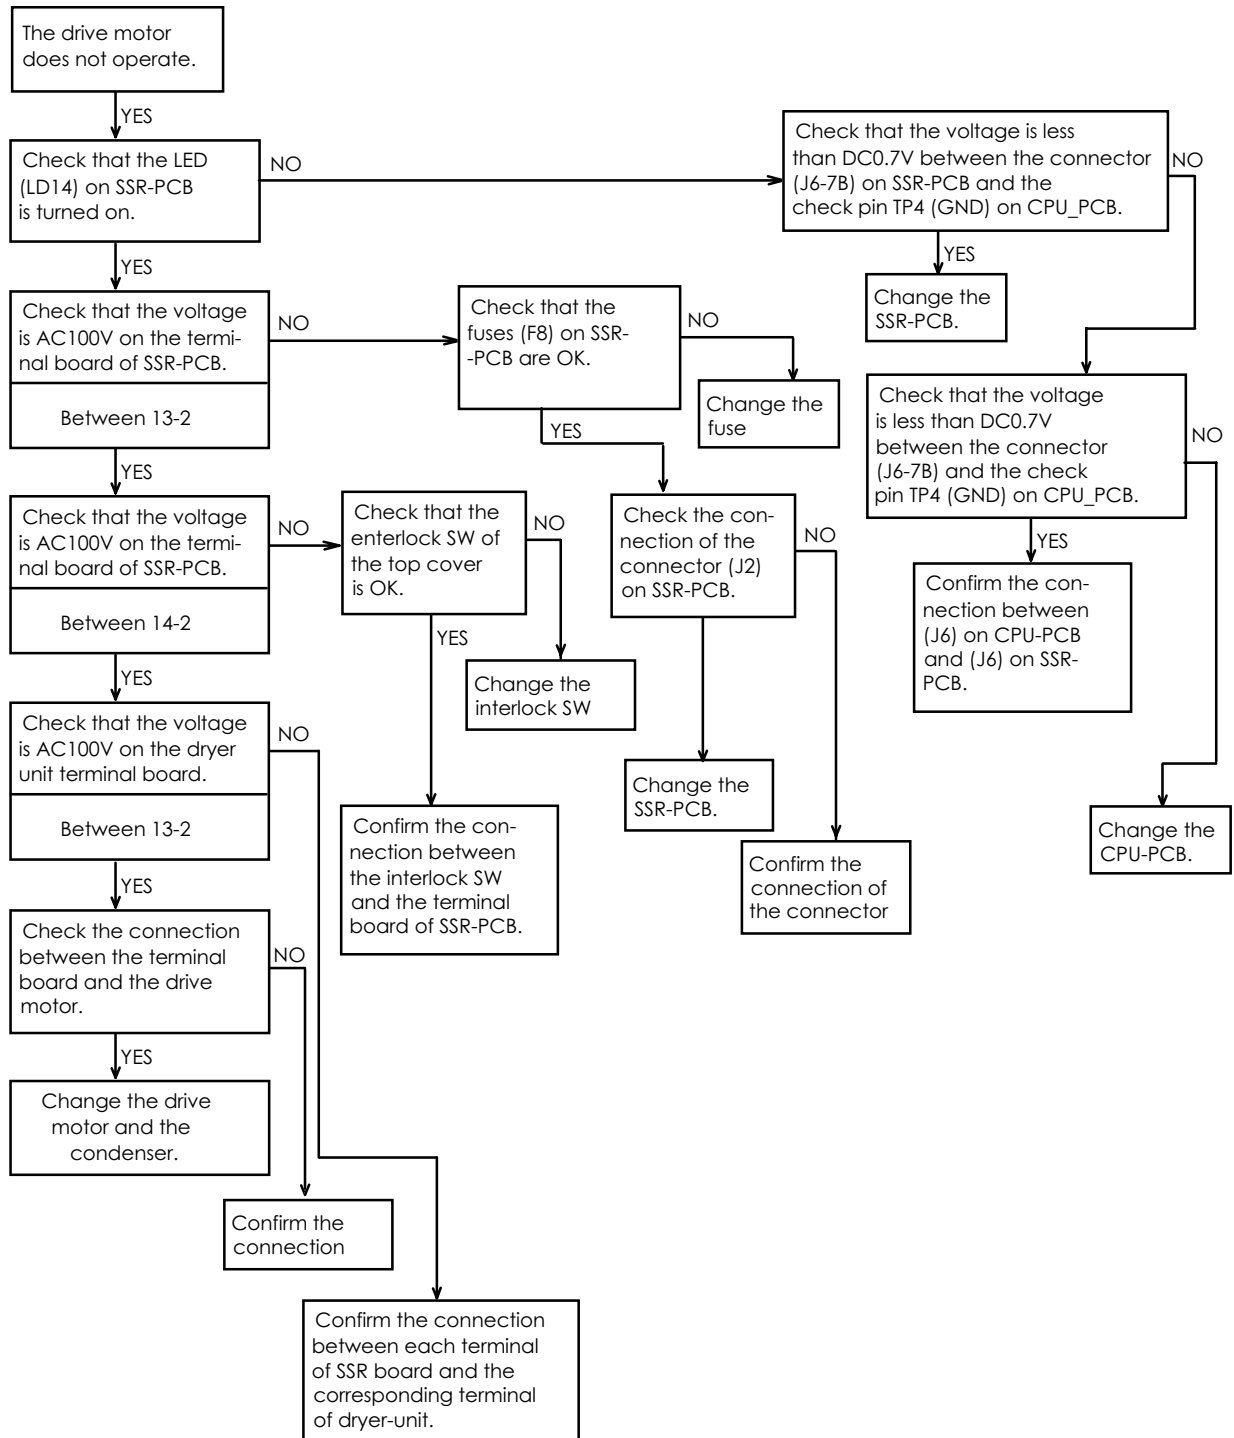 The drive motor
does not operate.
YES
Check that the LED
(LD14) on SSR-PCB
is turned on.
NO
Check that the voltage is less
than DC0.7V between the connector
(J6-7B) on SSR-PCB and the
check pin TP4 (GND) on CPU_PCB.
NO
YES
Change the
SSR-PCB.
YES
Check that the voltage
is AC100V on the termi-
nal board of SSR-PCB.
Between 13-2
NO
Check that the
fuses (F8) on SSR-
-PCB are OK.
NO
Change the
fuse
YES
Check that the voltage
is less than DC0.7V
between the connector
(J6-7B) and the check
pin TP4 (GND) on CPU_PCB.
NO
YES
Confirm the con-
nection between
(J6) on CPU-PCB
and (J6) on SSR-
PCB.
Change the
CPU-PCB.
YES
Check that the voltage
is AC100V on the termi-
nal board of SSR-PCB.
Between 14-2
NO
Check that the
enterlock SW of
the top cover
is OK.
NO
Change the
interlock SW
YES
Confirm the con-
nection between
the interlock SW
and the terminal
board of SSR-PCB.
Check the con-
nection of the
connector (J2)
on SSR-PCB.
NO
Change the
SSR-PCB.
Confirm the
connection of
the connector
YES
Check that the voltage
is AC100V on the dryer
unit terminal board.
Between 13-2
NO
YES
Check the connection
between the terminal
board and the drive
motor.
NO
YES
Change the drive
motor and the
condenser.
Confirm the
connection
Confirm the connection
between each terminal
of SSR board and the
corresponding terminal
of dryer-unit.